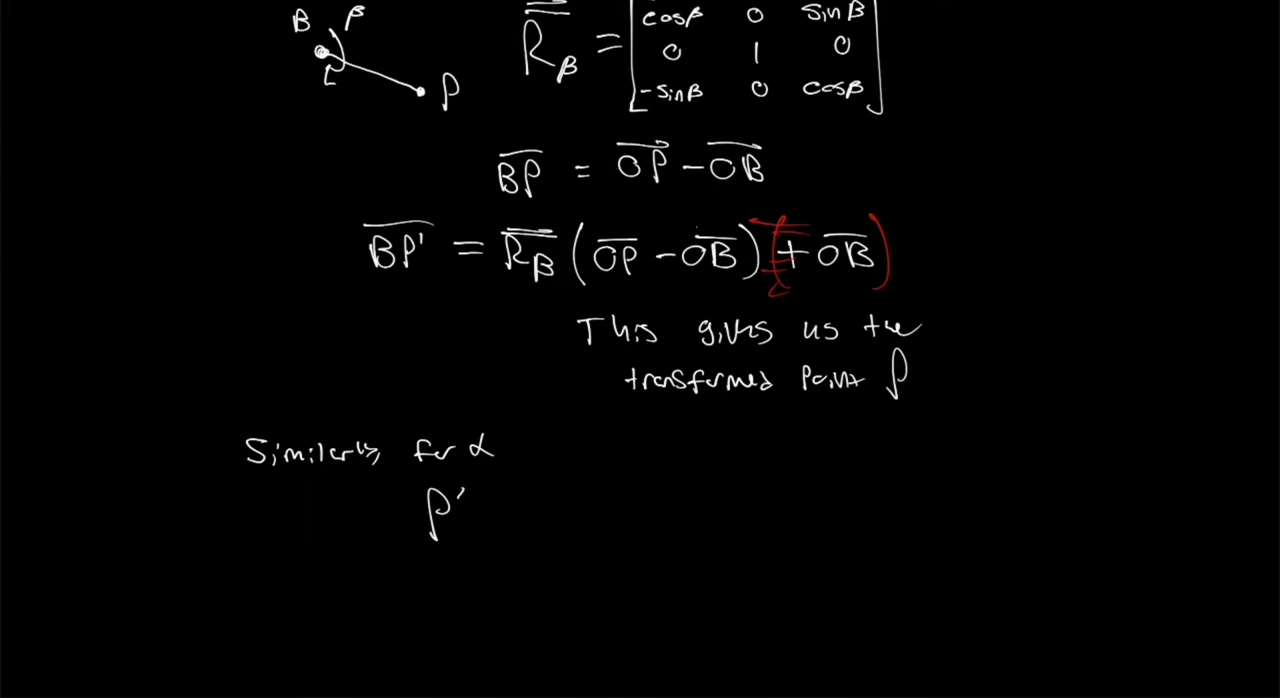 B β
R̿_β = [cosβ 0 sinβ
0 1 0
-sinβ 0 cosβ]
P
BP = OP - OB
BP' = R_β (OP - OB) (+ OB)
This gives us the
transformed point P
Similarly, for α
P'